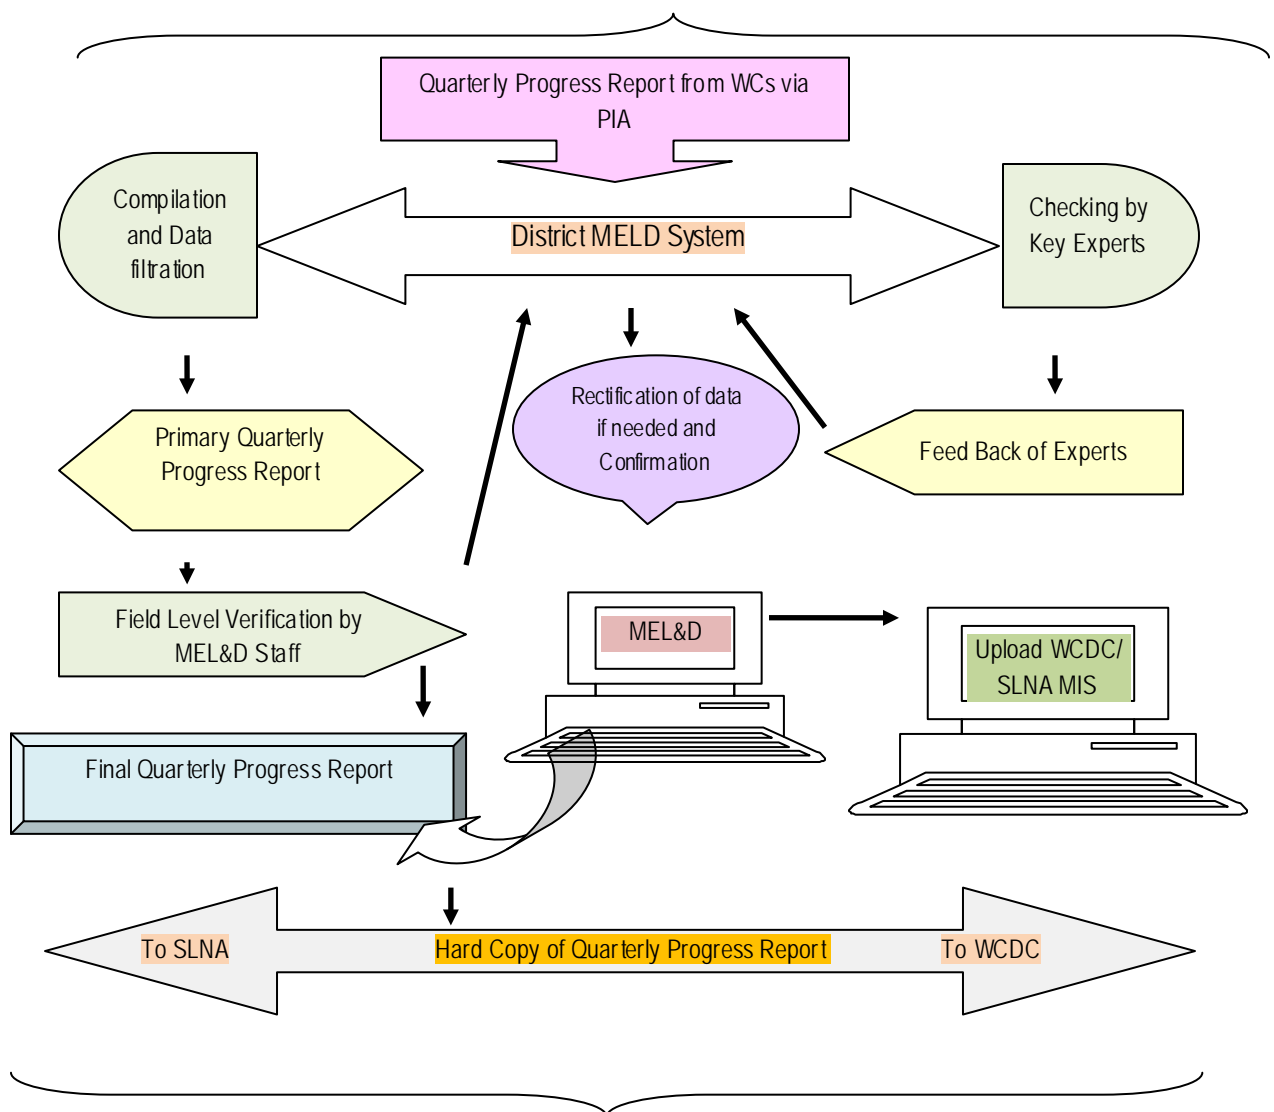 Quarterly Progress Report from WCs via
PIA
Compilation
and Data
filtration
District MELD System
Checking by
Key Experts
Primary Quarterly
Progress Report
Rectification of data
if needed and
Confirmation
Feed Back of Experts
Field Level Verification by
MEL&D Staff
MEL&D
Upload WCDC/
SLNA MIS
Final Quarterly Progress Report
To SLNA
Hard Copy of Quarterly Progress Report
To WCDC